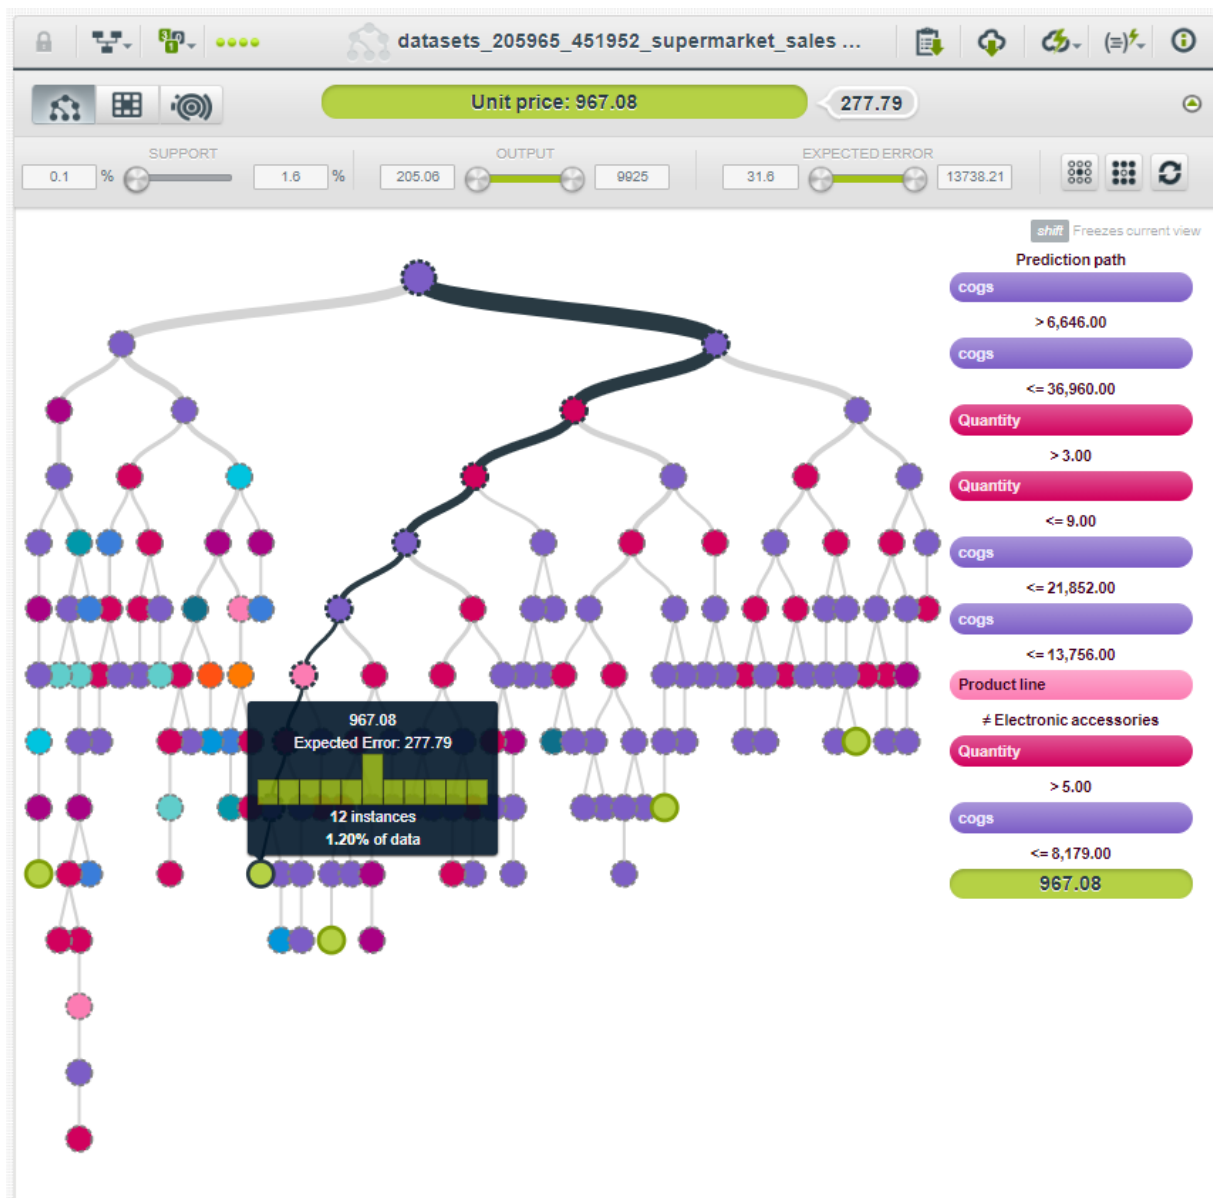 datasets_205965_451952_supermarket_sales ...
Unit price: 967.08
277.79
SUPPORT
OUTPUT
EXPECTED ERROR
0.1 % 1.6 % 205.06 9925 31.6 13738.21
shift Freezes current view
Prediction path
cogs
> 6,646.00
cogs
<= 36,960.00
Quantity
> 3.00
Quantity
<= 9.00
cogs
<= 21,852.00
cogs
<= 13,756.00
Product line
≠ Electronic accessories
Quantity
> 5.00
cogs
<= 8,179.00
967.08
967.08
Expected Error: 277.79
12 instances
1.20% of data